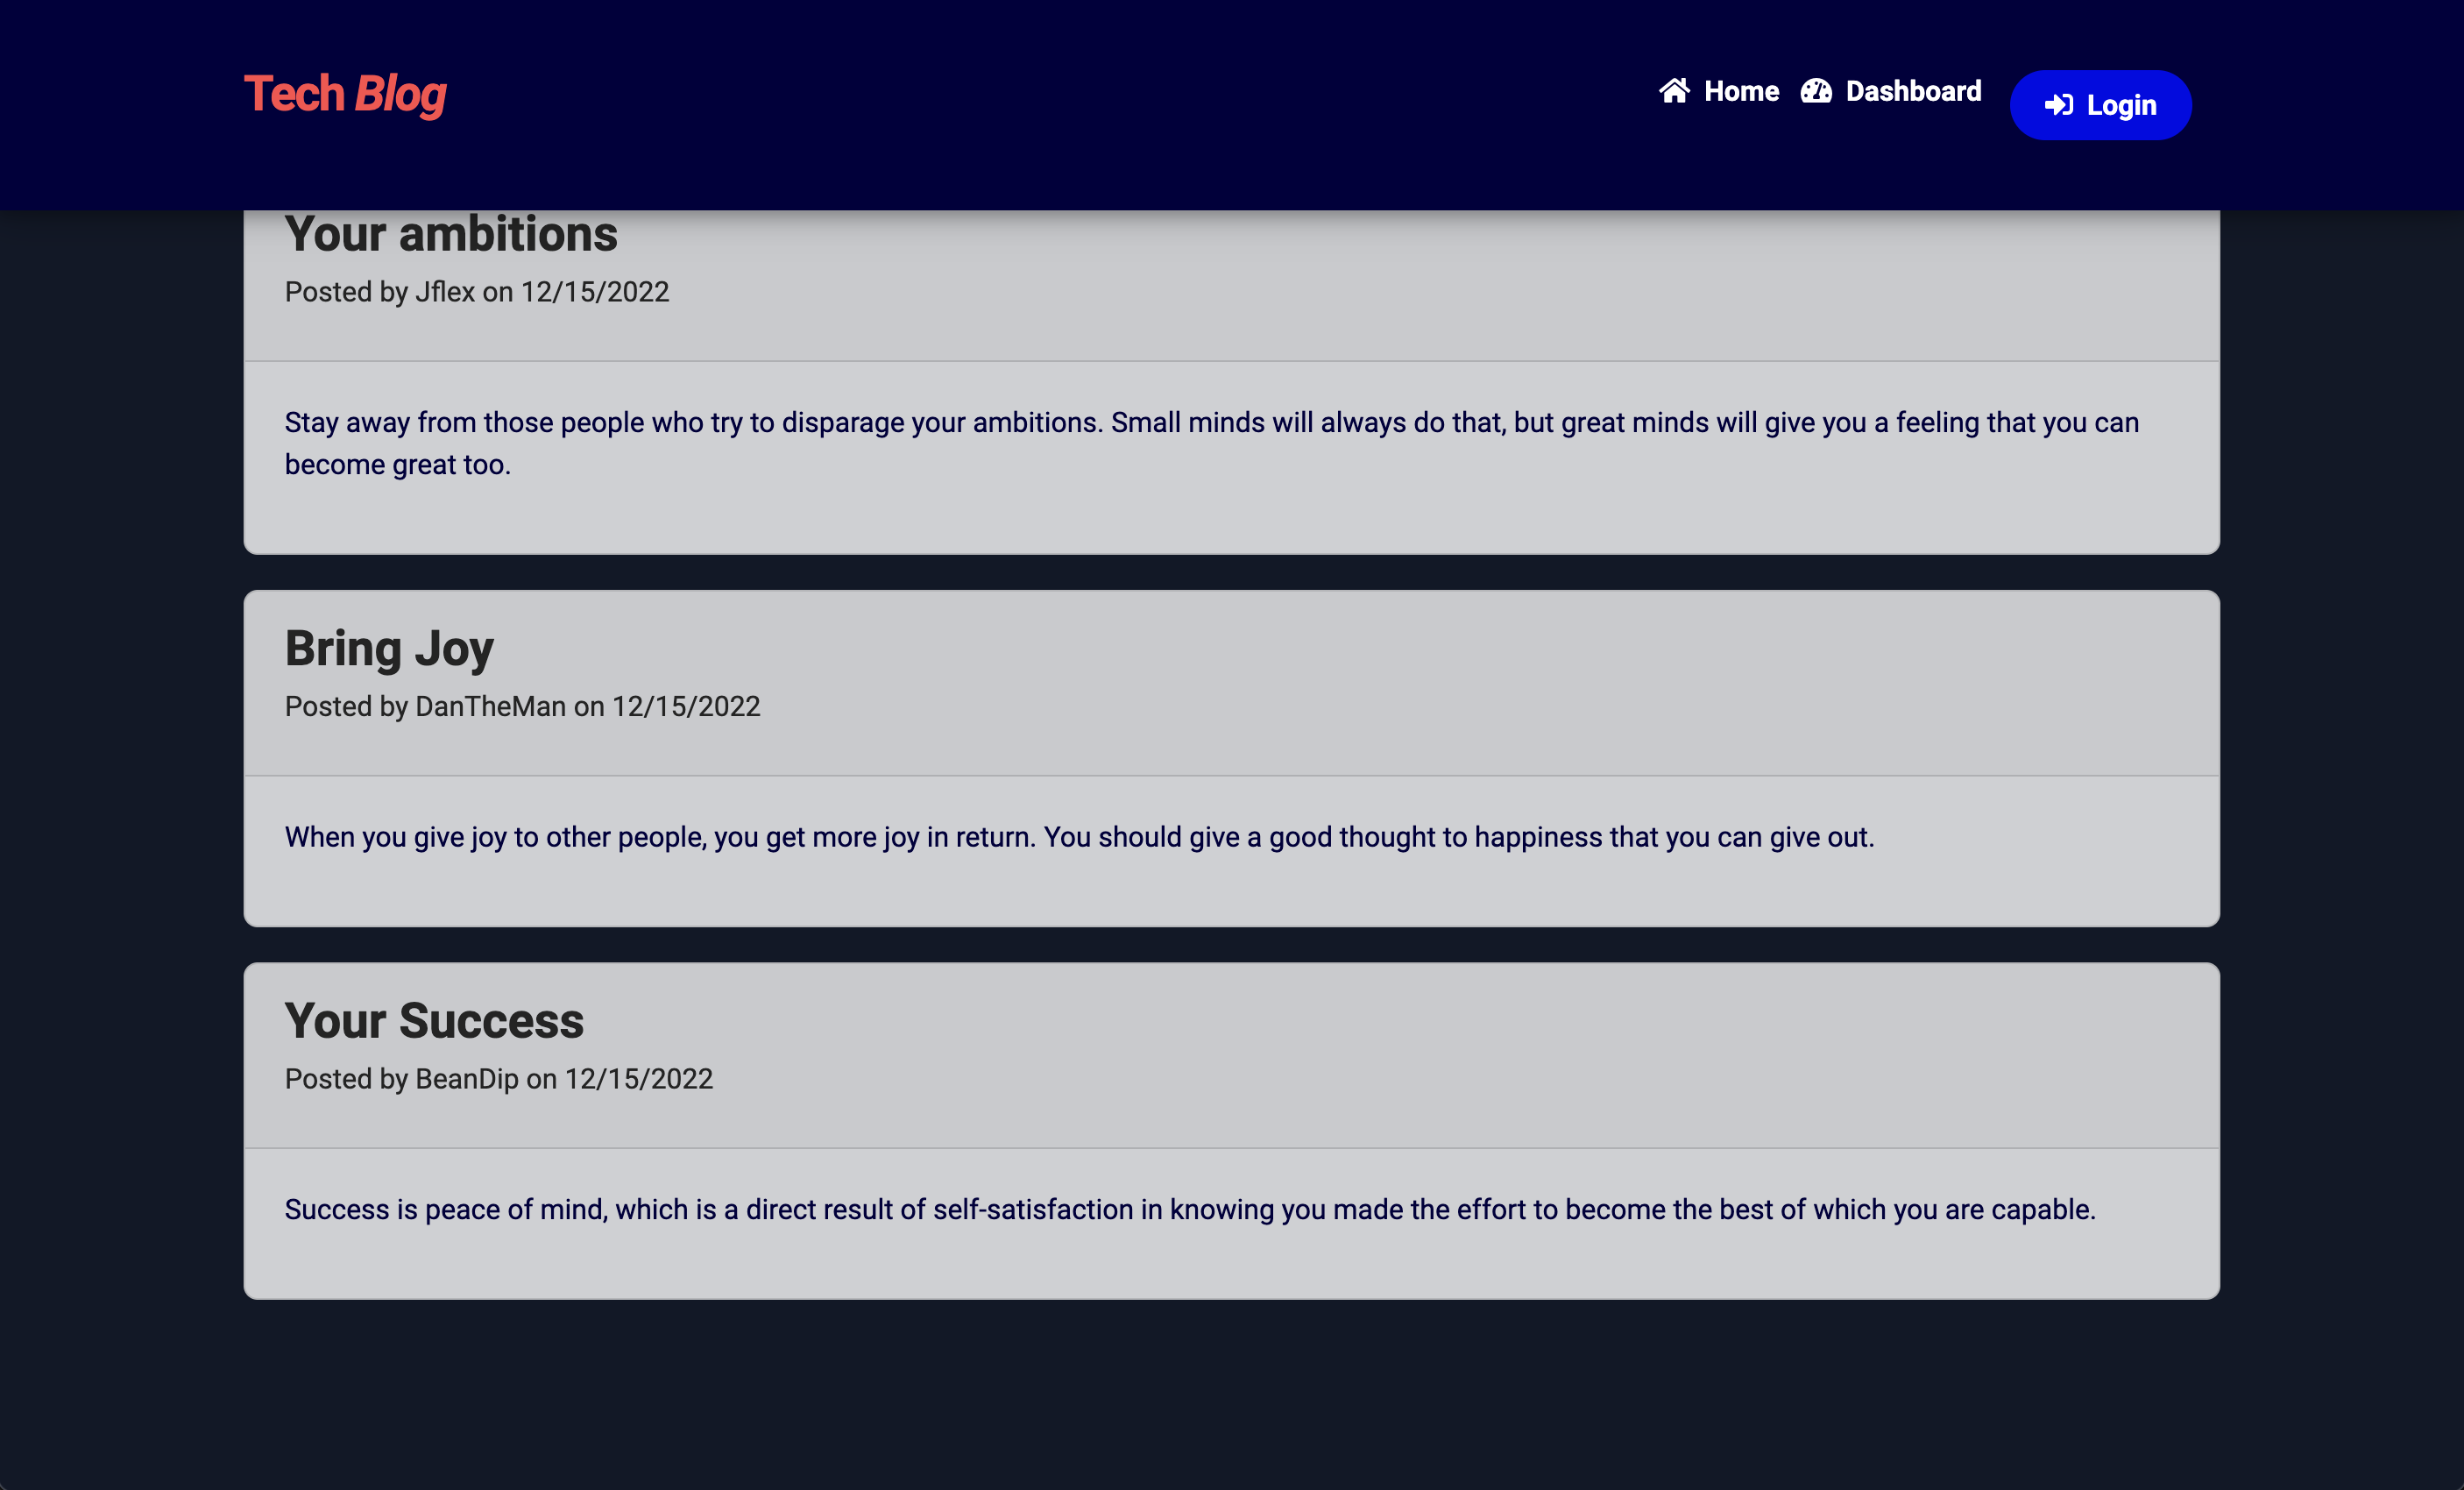 Tech Blog
Home Dashboard Login
Your ambitions
Posted by Jflex on 12/15/2022
Stay away from those people who try to disparage your ambitions. Small minds will always do that, but great minds will give you a feeling that you can
become great too.
Bring Joy
Posted by DanTheMan on 12/15/2022
When you give joy to other people, you get more joy in return. You should give a good thought to happiness that you can give out.
Your Success
Posted by BeanDip on 12/15/2022
Success is peace of mind, which is a direct result of self-satisfaction in knowing you made the effort to become the best of which you are capable.